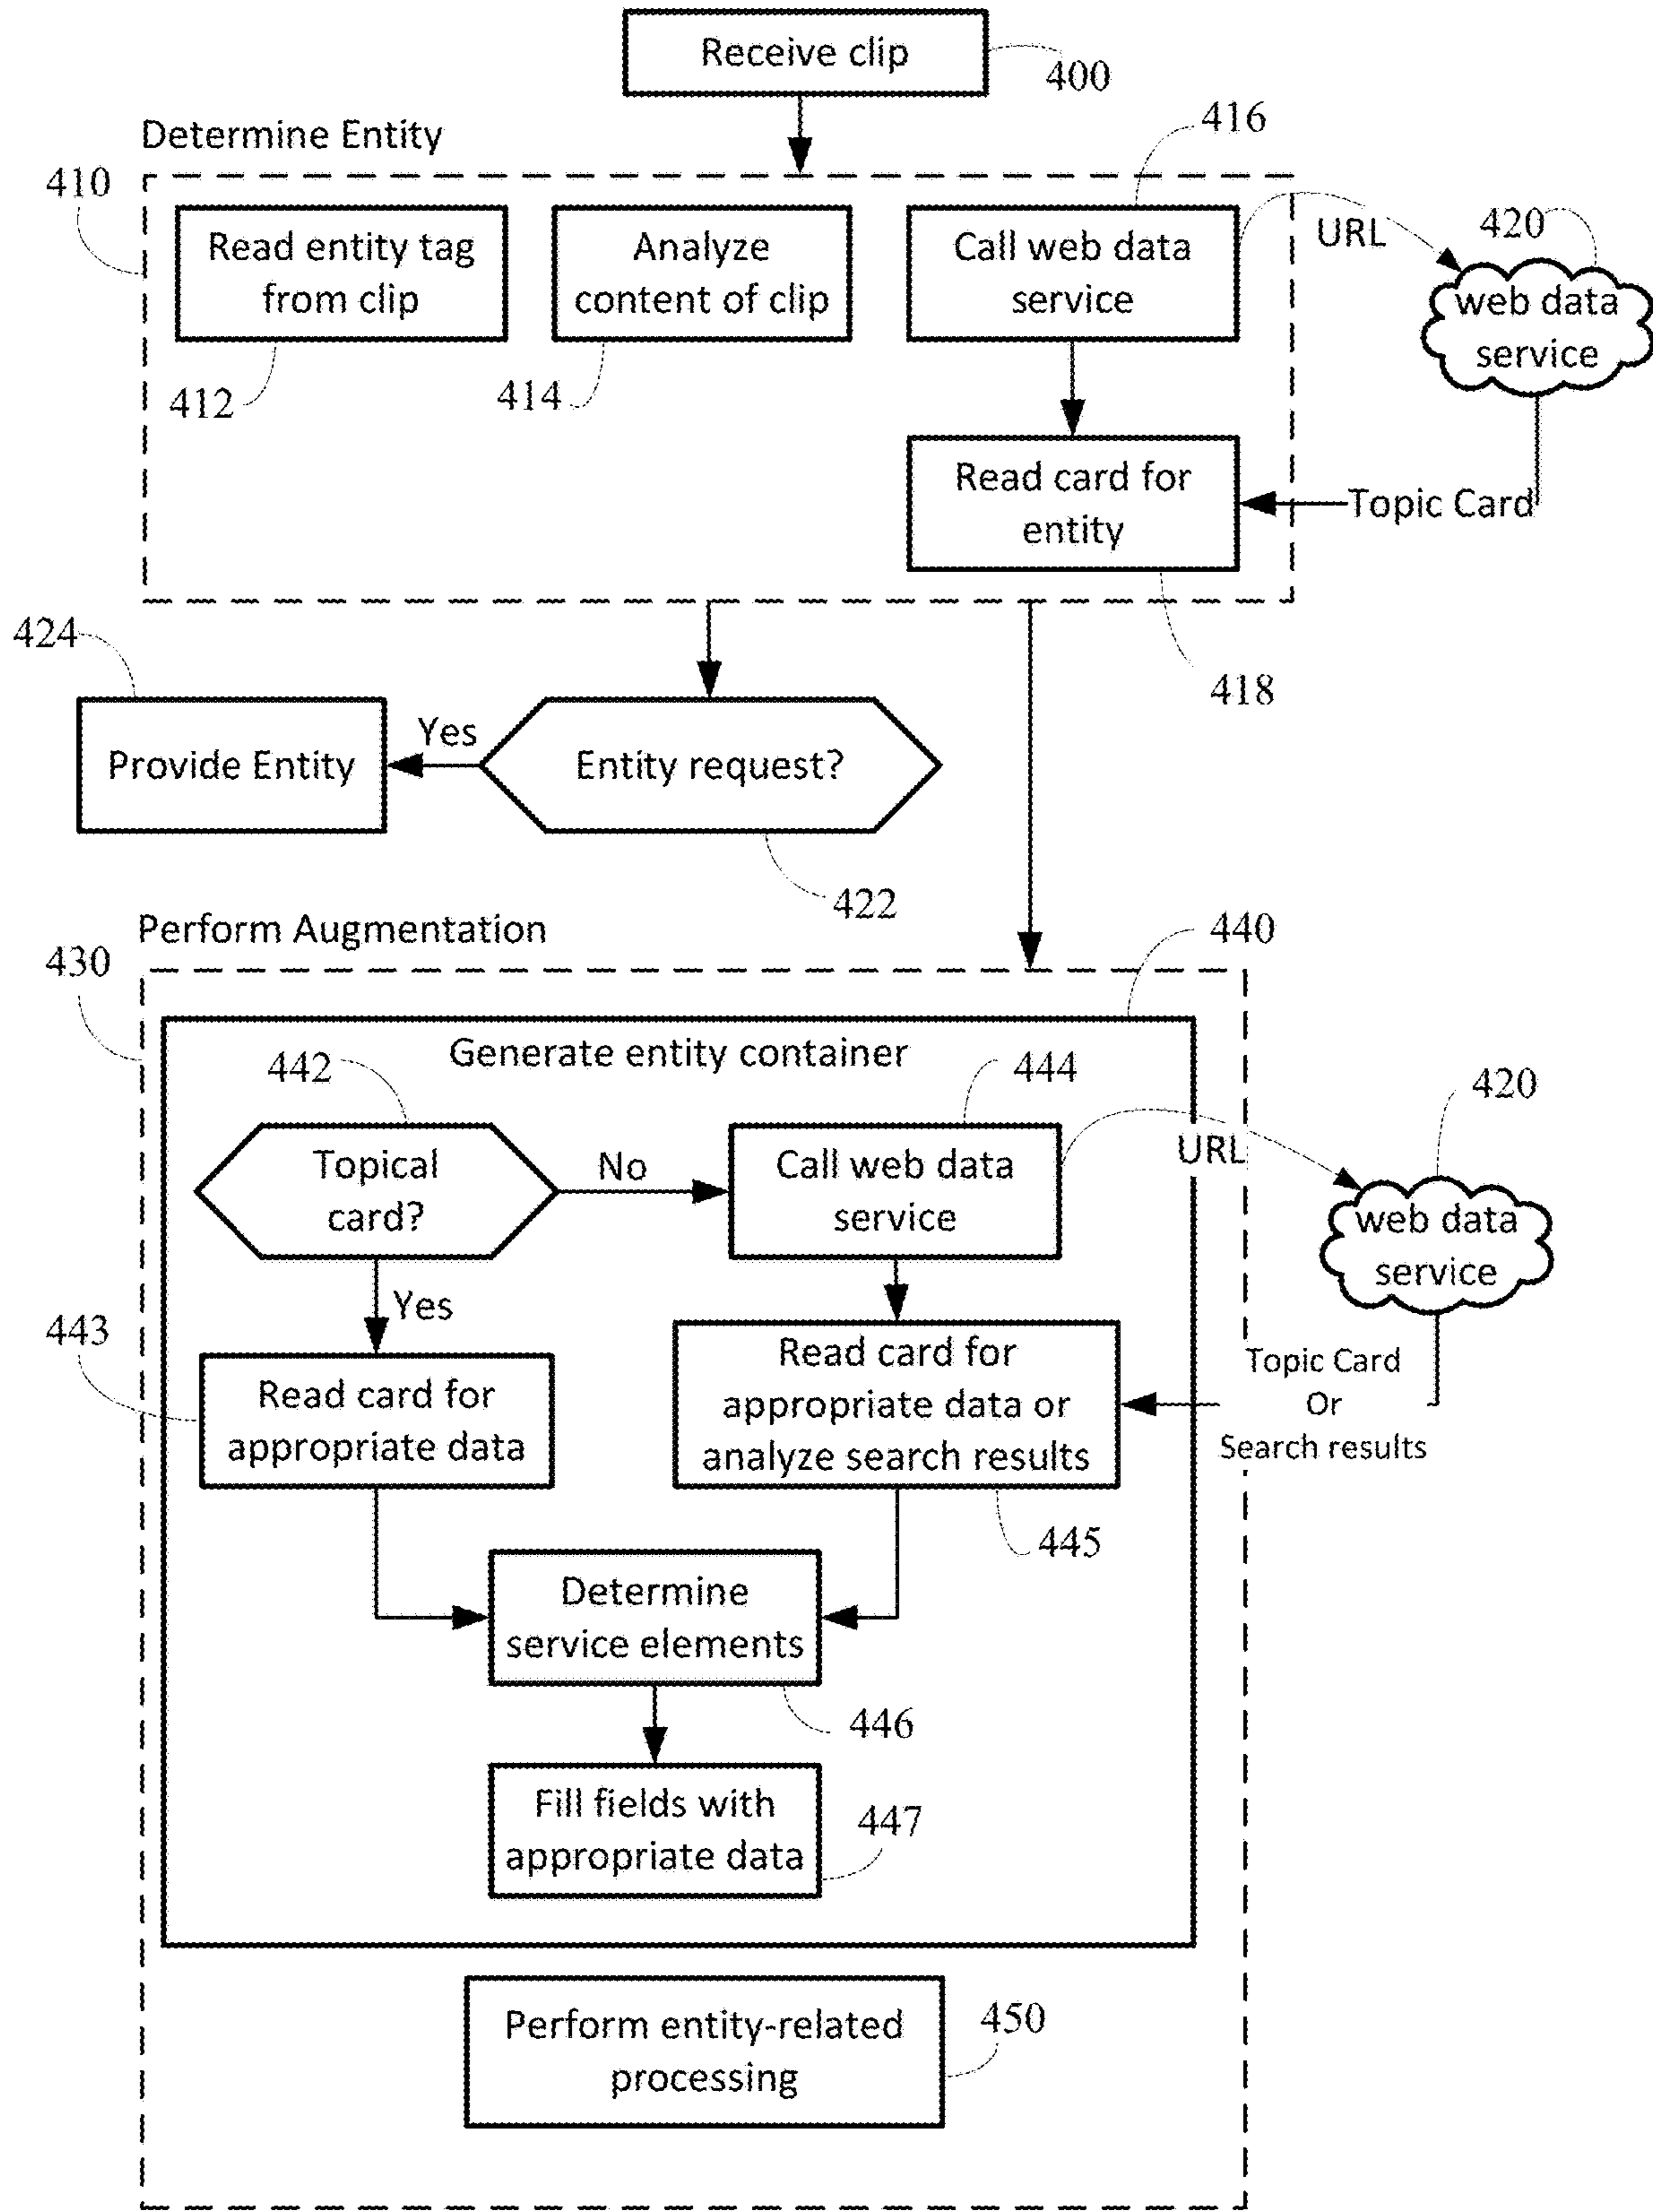 Receive clip
400
Determine Entity
416
410
Read entity tag
from clip
Analyze
content of clip
Call web data
service
URL
420
web data
service
412
414
Read card for
entity
Topic Card
424
418
Provide Entity
Yes
Entity request?
422
Perform Augmentation
440
430
Generate entity container
442
444
420
Topical
card?
No
Call web data
service
URL
web data
service
Yes
443
Read card for
appropriate data
Read card for
appropriate data or
analyze search results
Topic Card
Or
Search results
445
Determine
service elements
446
Fill fields with
appropriate data
447
Perform entity-related
processing
450